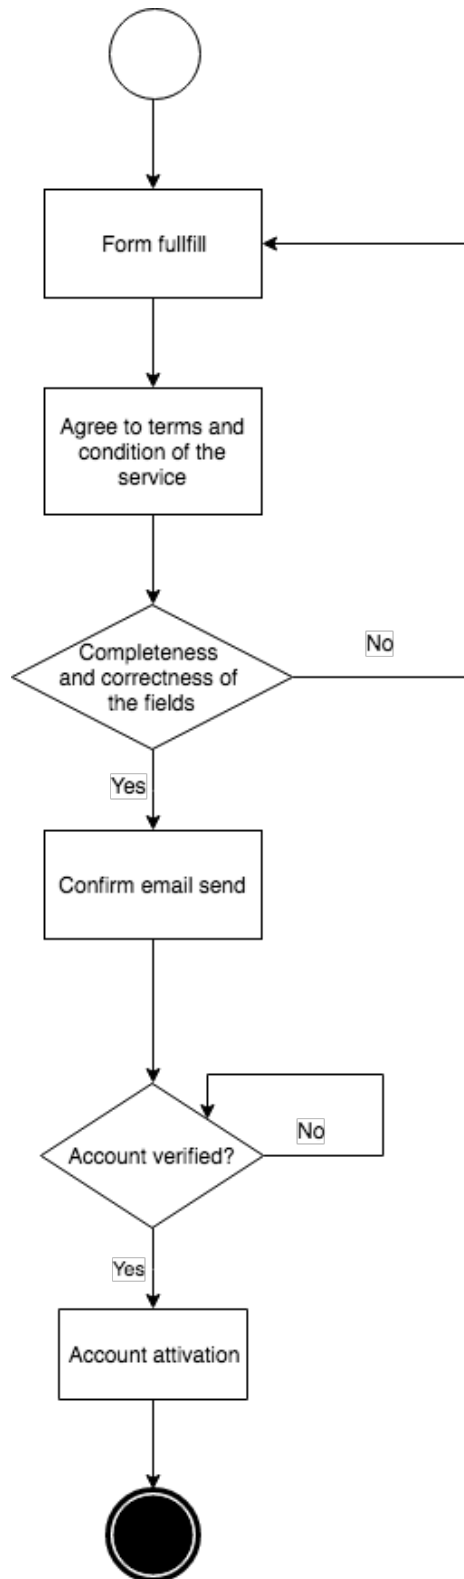 Form fullfill
Agree to terms and
condition of the
service
Completeness
and correctness of
the fields
No
Yes
Confirm email send
No
Account verified?
Yes
Account attivation